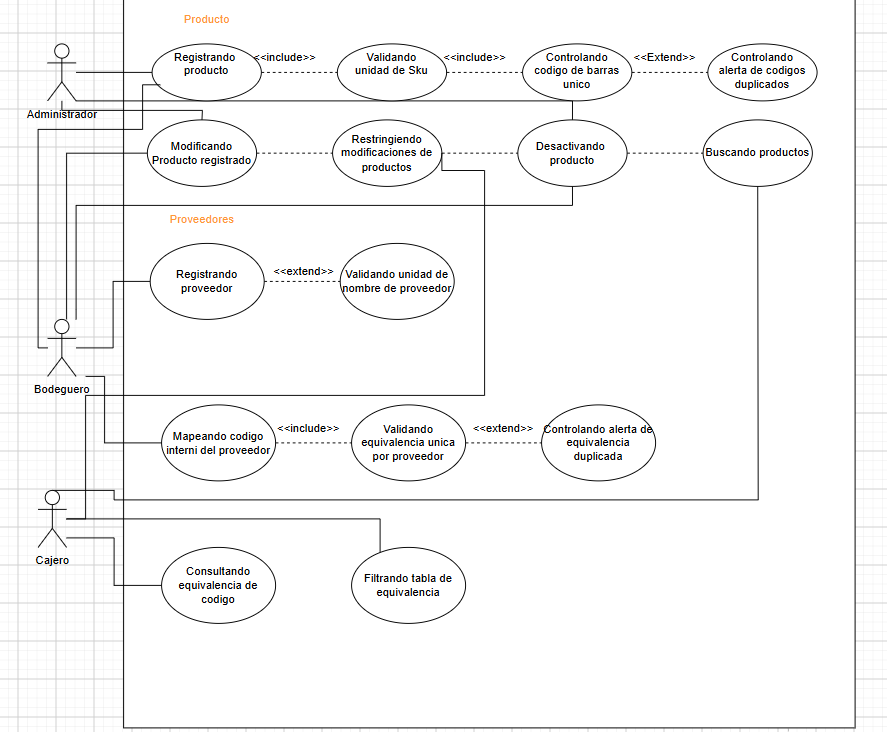 Producto
Registrando
producto
<<include>>
Validando
unidad de Sku
<<include>>
Controlando
codigo de barras
unico
<<Extend>>
Controlando
alerta de codigos
duplicados
Administrador
Modificando
Producto registrado
Restringiendo
modificaciones de
productos
Desactivando
producto
Buscando productos
Proveedores
Registrando
proveedor
<<extend>>
Validando unidad de
nombre de proveedor
Bodeguero
Mapeando codigo
interni del proveedor
<<include>>
Validando
equivalencia unica
por proveedor
<<extend>>
Controlando alerta de
equivalencia
duplicada
Cajero
Consultando
equivalencia de
codigo
Filtrando tabla de
equivalencia